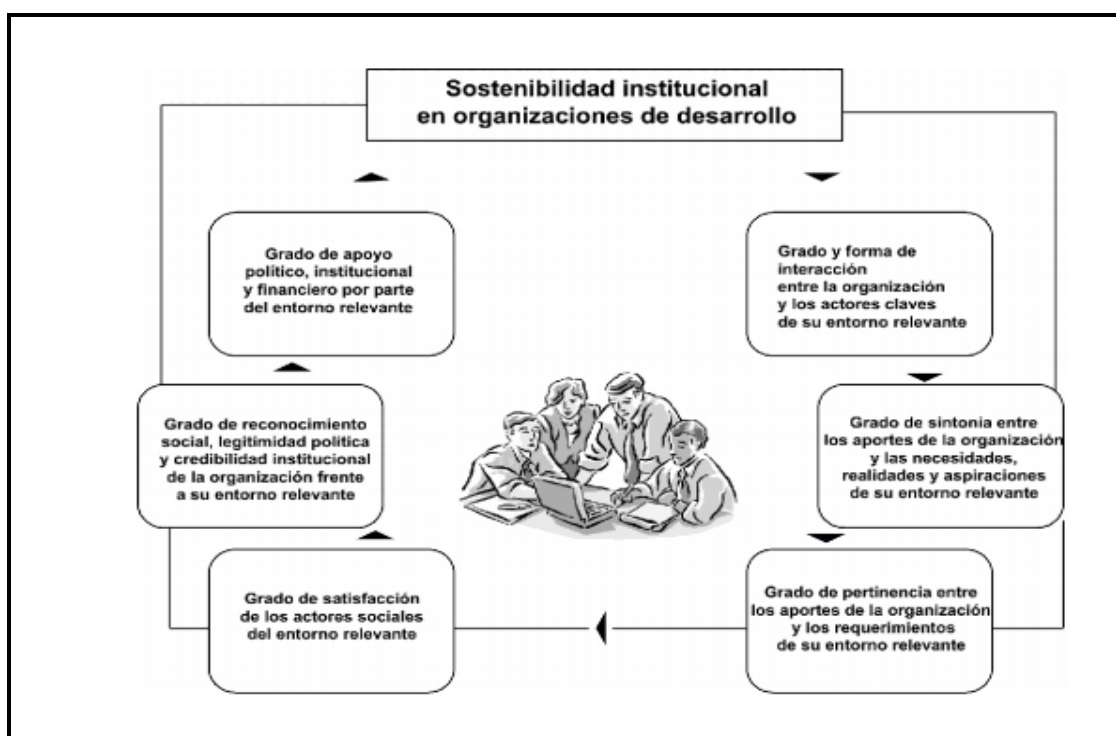 Sostenibilidad institucional
en organizaciones de desarrollo
Grado y forma de
interacción
entre la organización
y los actores claves
de su entorno relevante
Grado de sintonia entre
los aportes de la organización
y las necesidades,
realidades y aspiraciones
de su entorno relevante
Grado de pertinencia entre
los aportes de la organización
y los requerimientos
de su entorno relevante
Grado de satisfacción
de los actores sociales
del entorno relevante
Grado de reconocimiento
social, legitimidad política
y credibilidad institucional
de la organización frente
a su entorno relevante
Grado de apoyo
político, institucional
y financiero por parte
del entorno relevante